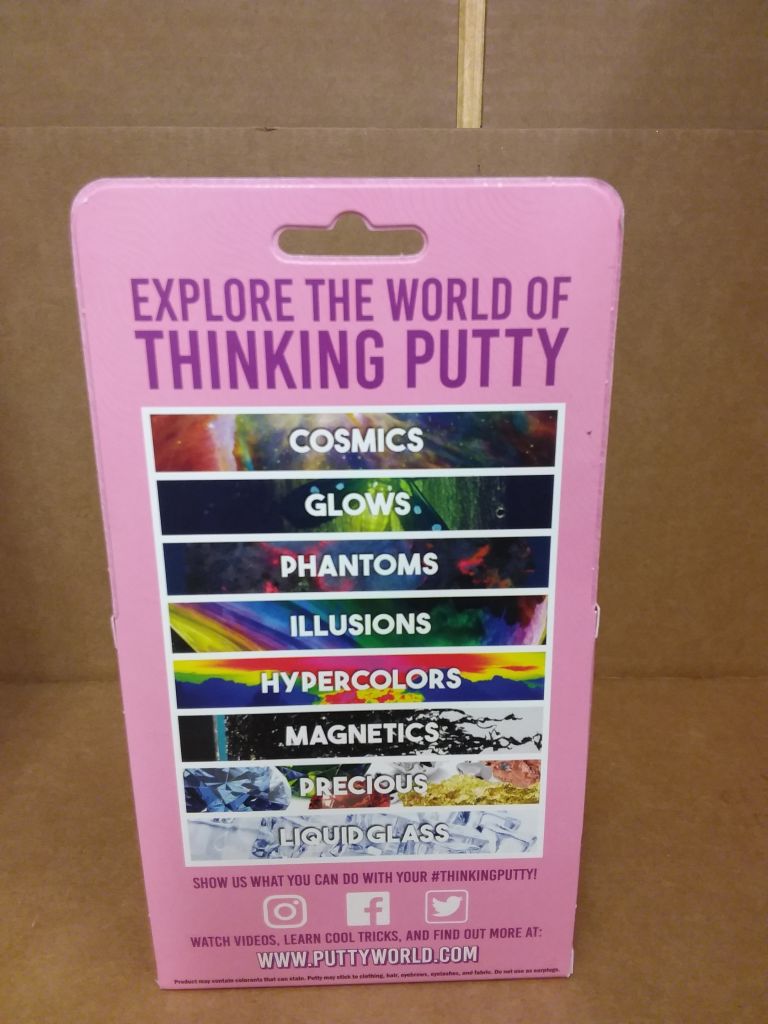 EXPLORE THE WORLD OF
THINKING PUTTY
COSMICS
GLOWS
PHANTOMS
ILLUSIONS
HYPERCOLORS
MAGNETICS
PRECIOUS
LIQUID GLASS
SHOW US WHAT YOU CAN DO WITH YOUR #THINKINGPUTTY!
WATCH VIDEOS, LEARN COOL TRICKS, AND FIND OUT MORE AT:
WWW.PUTTYWORLD.COM
Product may contain colorants that can stain. Putty may stick to clothing, hair, eyebrows, eyelashes, and fabric. Do not use as earplugs.